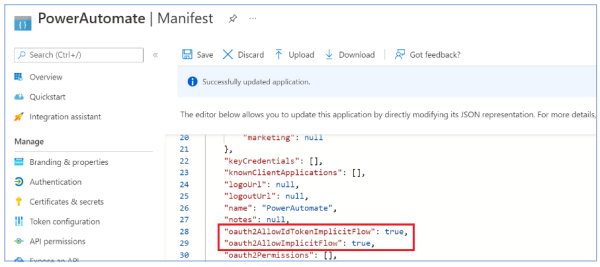 PowerAutomate | Manifest
Search (Ctrl+/)
«
Save
Discard
Upload
Download
Got feedback?
Overview
Quickstart
Integration assistant
Manage
Branding & properties
Authentication
Certificates & secrets
Token configuration
API permissions
Expose an API
Successfully updated application.
The editor below allows you to update this application by directly modifying its JSON representation. For more details,
20 "marketing": null
21 },
22 "keyCredentials": [],
23 "knownClientApplications": [],
24 "logoUrl": null,
25 "logoutUrl": null,
26 "name": "PowerAutomate",
27 "notes": null,
28 "oauth2AllowIdTokenImplicitFlow": true,
29 "oauth2AllowImplicitFlow": true,
30 "oauth2Permissions": [],